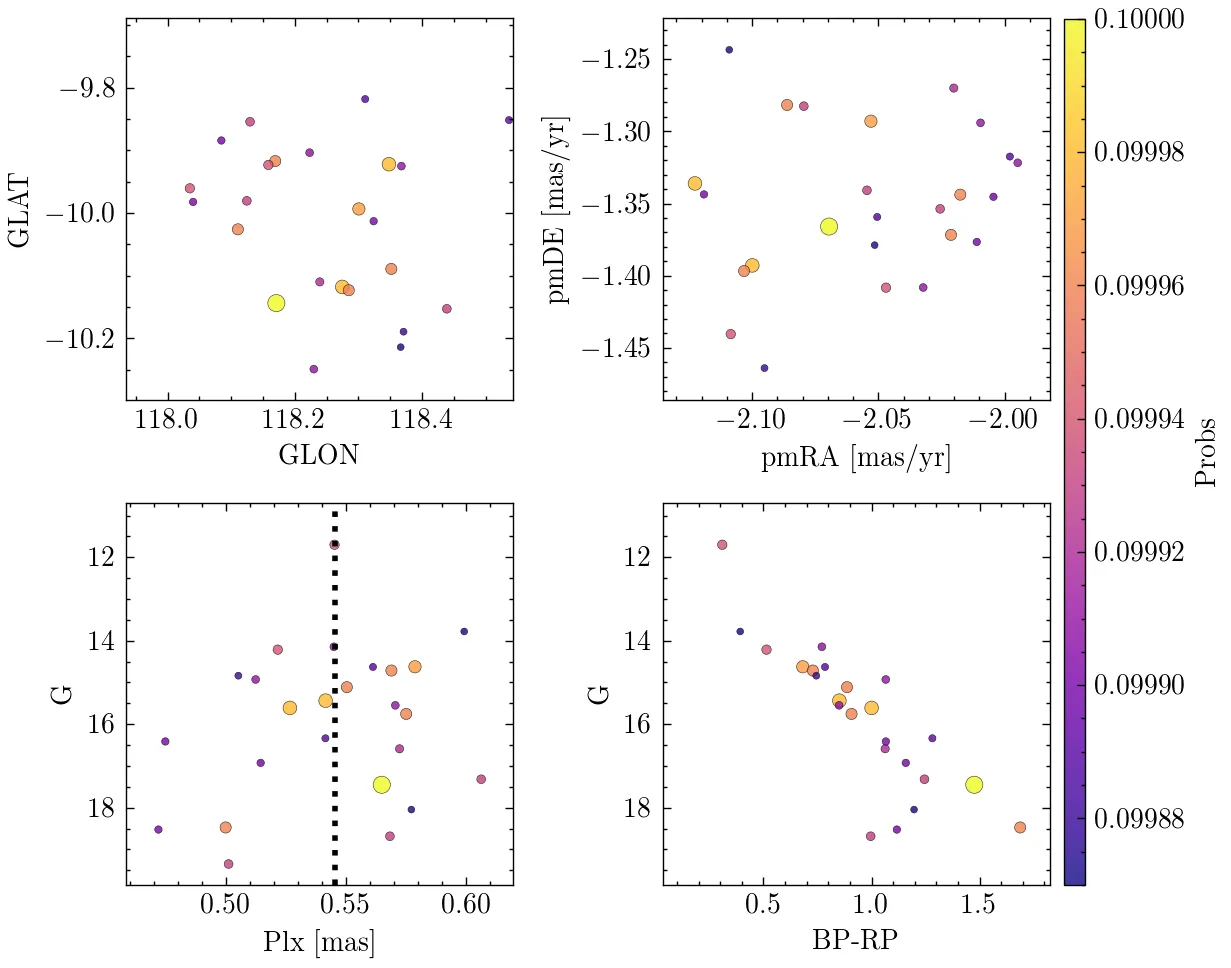 −9.8
−10.0
−10.2
GLAT
118.0 118.2 118.4
GLON
−1.25
−1.30
−1.35
−1.40
−1.45
pmDE [mas/yr]
−2.10 −2.05 −2.00
pmRA [mas/yr]
12
14
16
18
G
0.50 0.55 0.60
Plx [mas]
12
14
16
18
G
0.5 1.0 1.5
BP-RP
0.10000
0.09998
0.09996
0.09994
0.09992
0.09990
0.09988
Probs